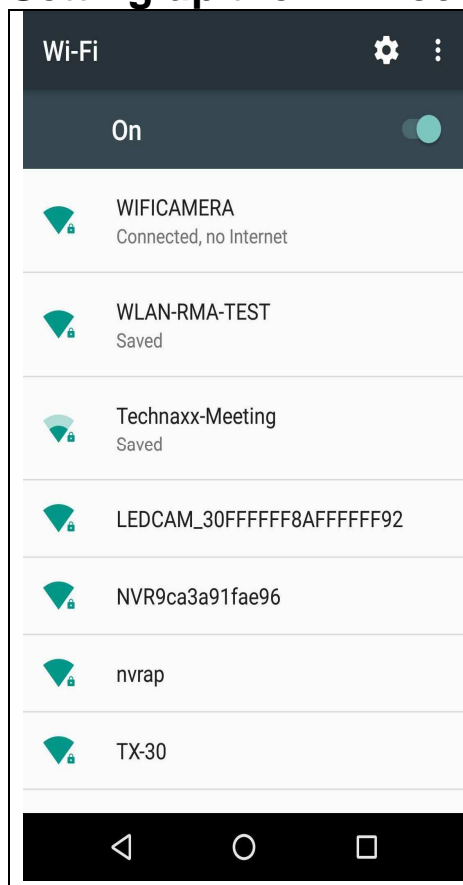 Wi-Fi
On
WIFICAMERA
Connected, no Internet
WLAN-RMA-TEST
Saved
Technaxx-Meeting
Saved
LEDCAM_30FFFFFF8AFFFFFF92
NVR9ca3a91fae96
nvrap
TX-30